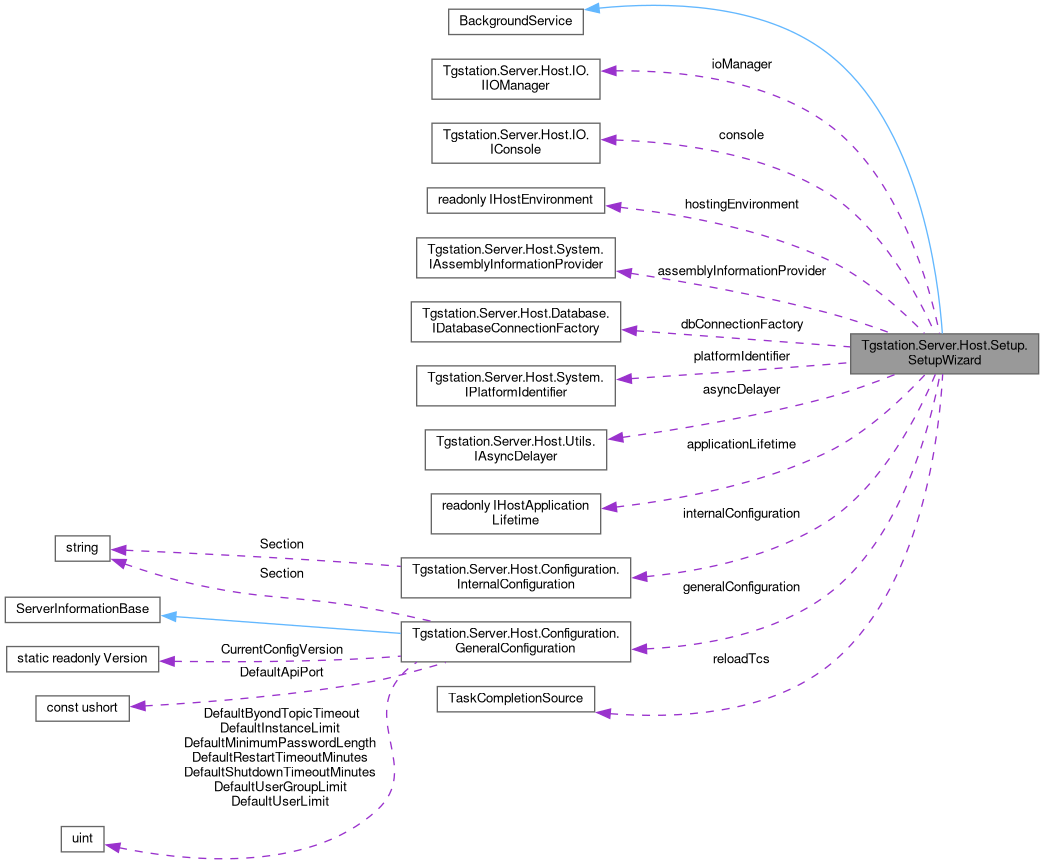 BackgroundService
Tgstation.Server.Host.IO.
IIOManager
ioManager
Tgstation.Server.Host.IO.
IConsole
console
readonly IHostEnvironment
hostingEnvironment
Tgstation.Server.Host.System.
IAssemblyInformationProvider
assemblyInformationProvider
Tgstation.Server.Host.Database.
IDatabaseConnectionFactory
dbConnectionFactory
Tgstation.Server.Host.Setup.
SetupWizard
Tgstation.Server.Host.System.
IPlatformIdentifier
platformIdentifier
Tgstation.Server.Host.Utils.
IAsyncDelayer
asyncDelayer
readonly IHostApplication
Lifetime
applicationLifetime
string
Section
Section
Tgstation.Server.Host.Configuration.
InternalConfiguration
internalConfiguration
ServerInformationBase
Tgstation.Server.Host.Configuration.
GeneralConfiguration
generalConfiguration
static readonly Version
CurrentConfigVersion
const ushort
DefaultApiPort
TaskCompletionSource
reloadTcs
DefaultByondTopicTimeout
DefaultInstanceLimit
DefaultMinimumPasswordLength
DefaultRestartTimeoutMinutes
DefaultShutdownTimeoutMinutes
DefaultUserGroupLimit
DefaultUserLimit
uint